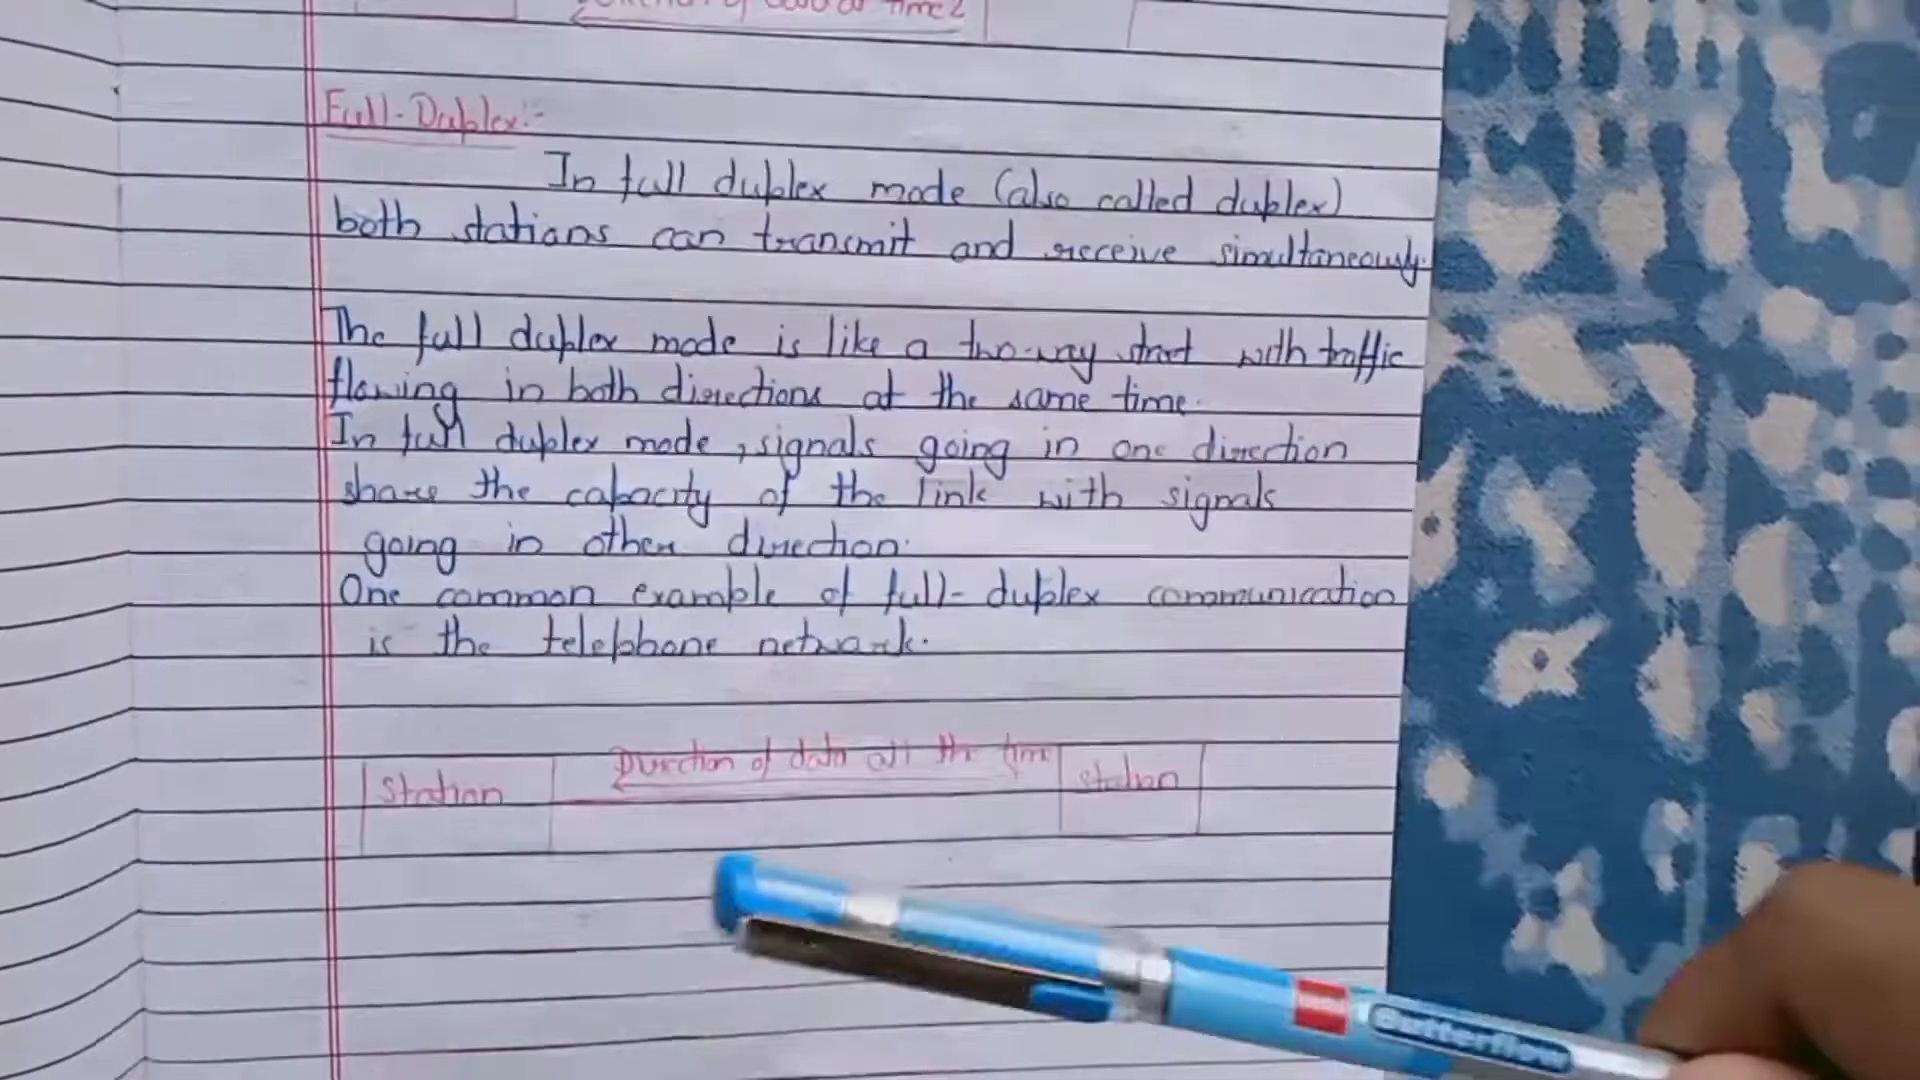 time 2
Full-Duplex:-
In full duplex mode (also called duplex)
both stations can transmit and receive simultaneously.
The full duplex mode is like a two-way street with traffic
flowing in both directions at the same time.
In full duplex mode, signals going in one direction
share the capacity of the link with signals
going in other direction.
One common example of full-duplex communication
is the telephone network.
Station
Direction of data all the time
station
Butterflow